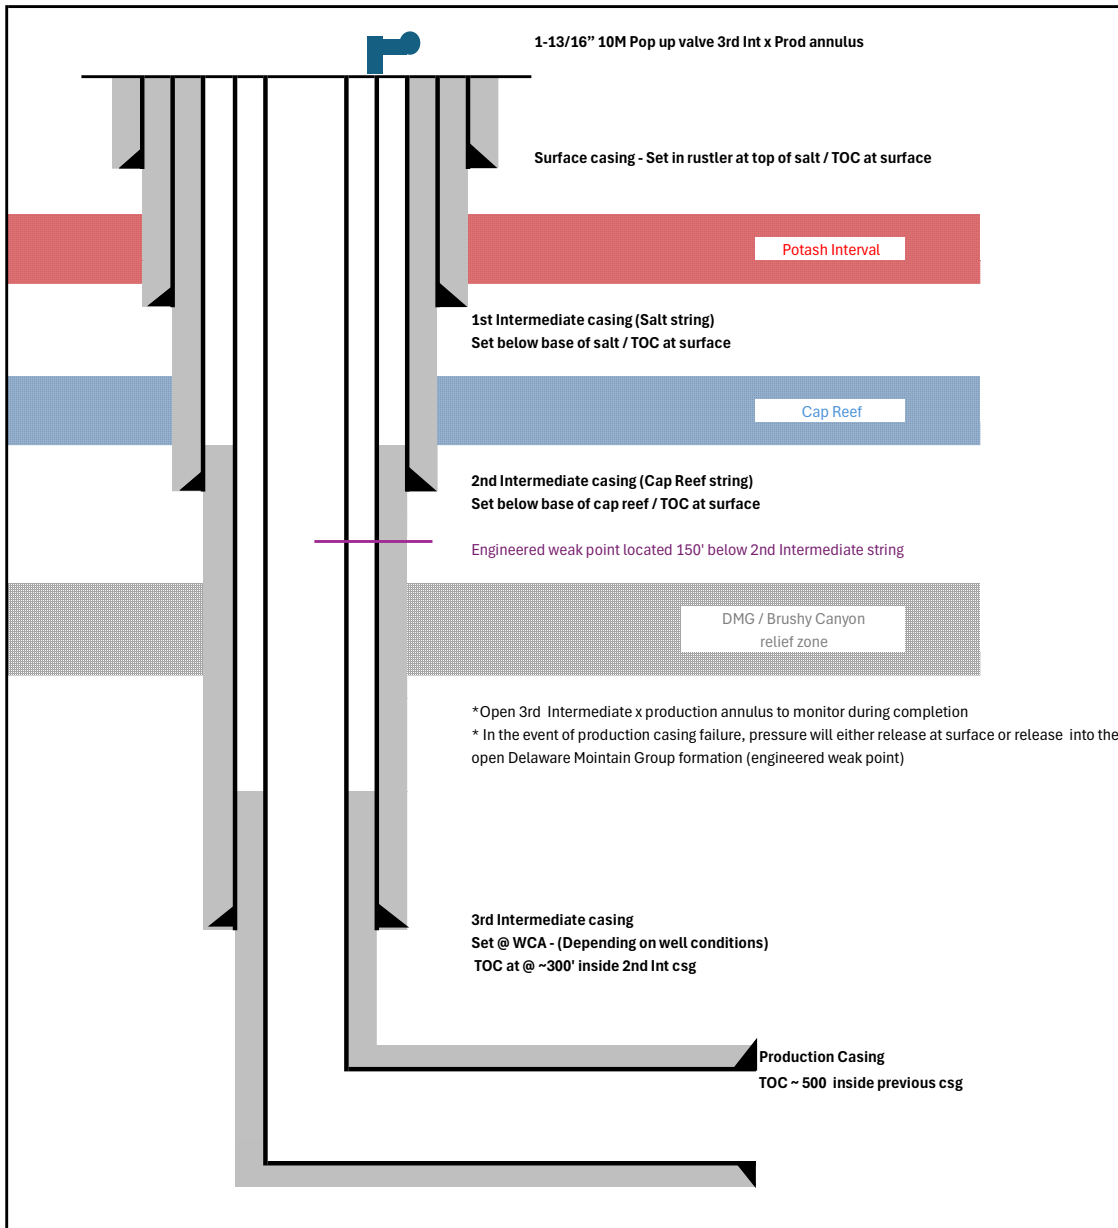 1-13/16” 10M Pop up valve 3rd Int x Prod annulus
Surface casing - Set in rustler at top of salt / TOC at surface
Potash Interval
1st Intermediate casing (Salt string)
Set below base of salt / TOC at surface
Cap Reef
2nd Intermediate casing (Cap Reef string)
Set below base of cap reef / TOC at surface
Engineered weak point located 150' below 2nd Intermediate string
DMG / Brushy Canyon
relief zone
*Open 3rd Intermediate x production annulus to monitor during completion
* In the event of production casing failure, pressure will either release at surface or release into the
open Delaware Mointain Group formation (engineered weak point)
3rd Intermediate casing
Set @ WCA - (Depending on well conditions)
TOC at @ ~300' inside 2nd Int csg
Production Casing
TOC ~ 500 inside previous csg